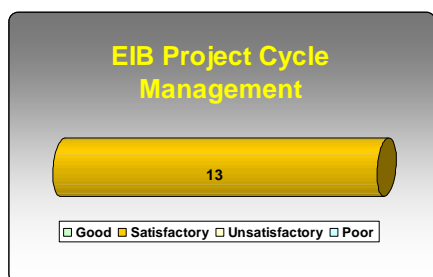 EIB Project Cycle
Management
13
Good Satisfactory Unsatisfactory Poor